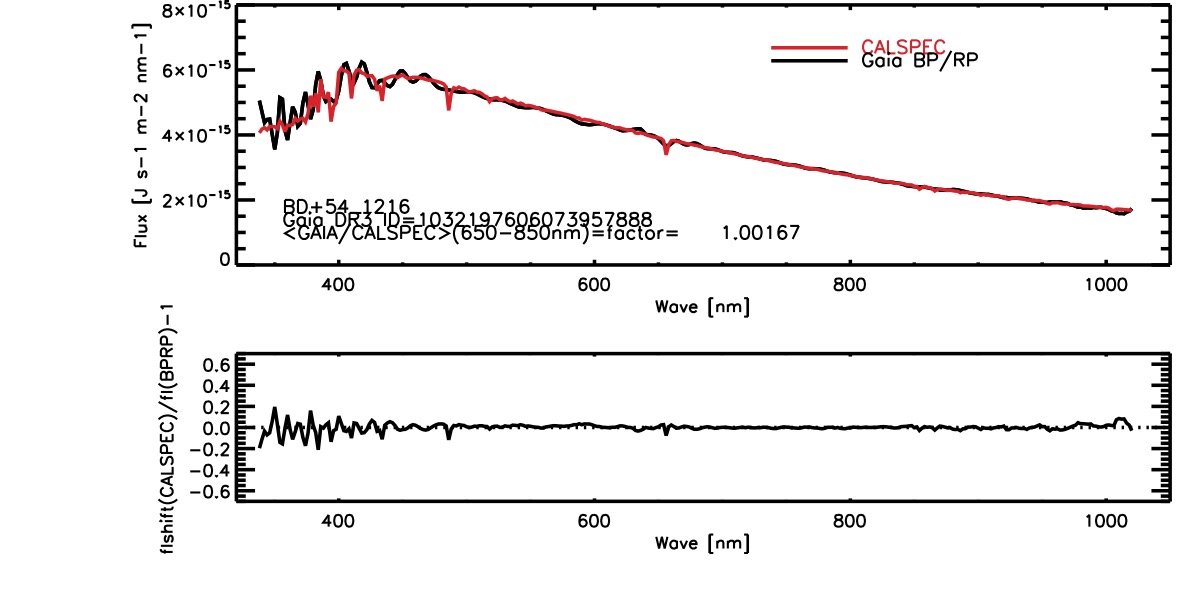 8×10−15
6×10−15
4×10−15
2×10−15
0
Flux [J s−1 m−2 nm−1]
CALSPEC
Gaia BP/RP
BD+54_1216
Gaia DR3 ID=1032197606073957888
<GAIA/CALSPEC>(650−850nm)=factor= 1.00167
400 600 800 1000
Wave [nm]
flshift(CALSPEC)/fl(BPRP)−1
0.6
0.4
0.2
0.0
−0.2
−0.4
−0.6
400 600 800 1000
Wave [nm]